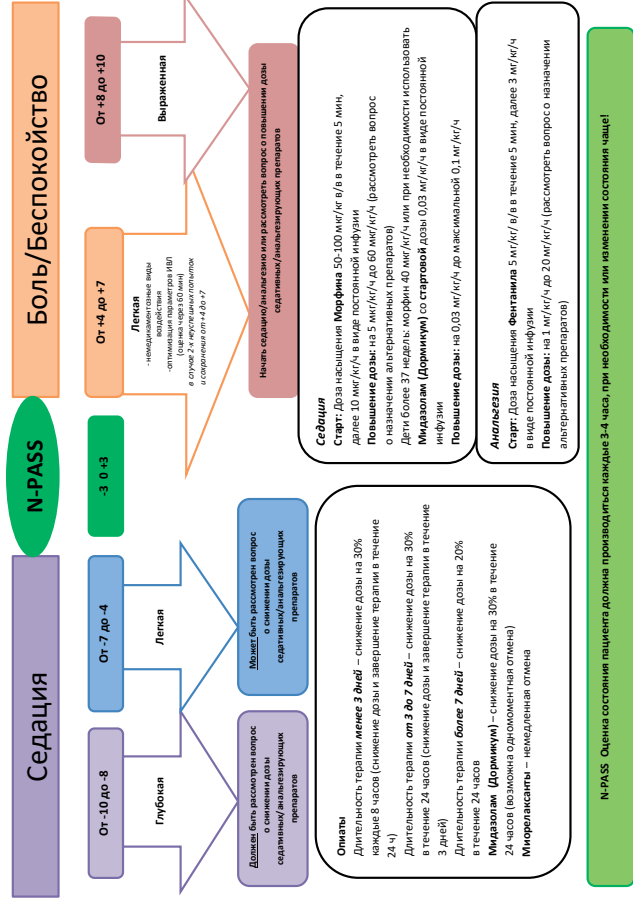 Седация
N-PASS
Боль/Беспокойство
От -10 до -8
От -7 до -4
-3 0 +3
От +4 до +7
От +8 до +10
Глубокая
Легкая
Легкая
- немедикаментозные виды
воздействия
-оптимизация параметров ИВЛ
(оценка через 60 мин)
в случае 2-х неуспешных попыток
и сохранения от +4 до +7
Выраженная
Должен быть рассмотрен вопрос
о снижении дозы
седативных/анальгезирующих
препаратов
Может быть рассмотрен вопрос
о снижении дозы
седативных/анальгезирующих
препаратов
Начать седацию/анальгезию или рассмотреть вопрос о повышении дозы
седативных/анальгезирующих препаратов
Опиаты
Длительность терапии менее 3 дней – снижение дозы на 30%
каждые 8 часов (снижение дозы и завершение терапии в течение
24 ч)
Длительность терапии от 3 до 7 дней – снижение дозы на 30%
в течение 24 часов (снижение дозы и завершение терапии в течение
3 дней)
Длительность терапии более 7 дней – снижение дозы на 20%
в течение 24 часов
Мидазолам (Дормикум) – снижение дозы на 30% в течение
24 часов (возможна одномоментная отмена)
Миорелаксанты – немедленная отмена
Седация
Старт: Доза насыщения Морфина 50-100 мкг/кг в/в в течение 5 мин,
далее 10 мкг/кг/ч в виде постоянной инфузии
Повышение дозы: на 5 мкг/кг/ч до 60 мкг/кг/ч (рассмотреть вопрос
о назначении альтернативных препаратов)
Дети более 37 недель: морфин 40 мкг/кг/ч или при необходимости использовать
Мидазолам (Дормикум) со стартовой дозы 0,03 мг/кг/ч в виде постоянной
инфузии
Повышение дозы: на 0,03 мг/кг/ч до максимальной 0,1 мг/кг/ч
Анальгезия
Старт: Доза насыщения Фентанила 5 мг/кг/ в/в в течение 5 мин, далее 3 мг/кг/ч
в виде постоянной инфузии
Повышение дозы: на 1 мкг/кг/ч до 20 мг/кг/ч (рассмотреть вопрос о назначении
альтернативных препаратов)
N-PASS Оценка состояния пациента должна производиться каждые 3-4 часа, при необходимости или изменении состояния чаще!